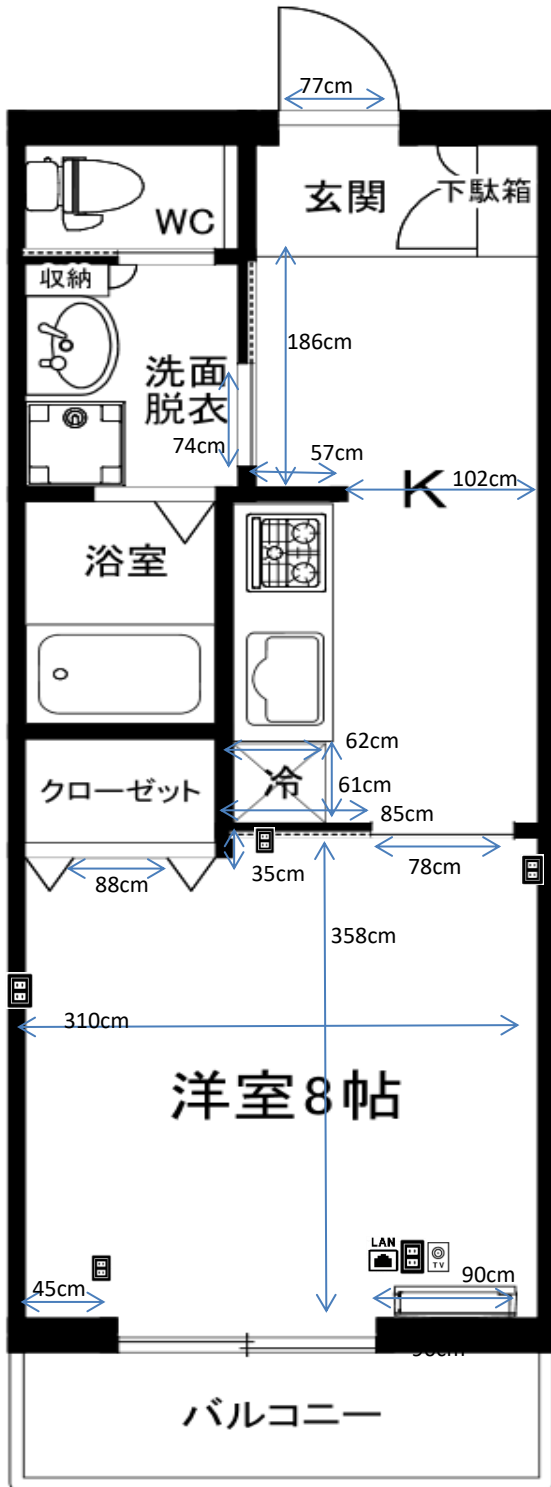 77cm
玄関
下駄箱
WC
収納
186cm
洗面
脱衣
74cm
57cm
K
102cm
浴室
62cm
冷
61cm
クローゼット
85cm
88cm
35cm
78cm
358cm
310cm
洋室8帖
LAN
TV
45cm
90cm
バルコニー